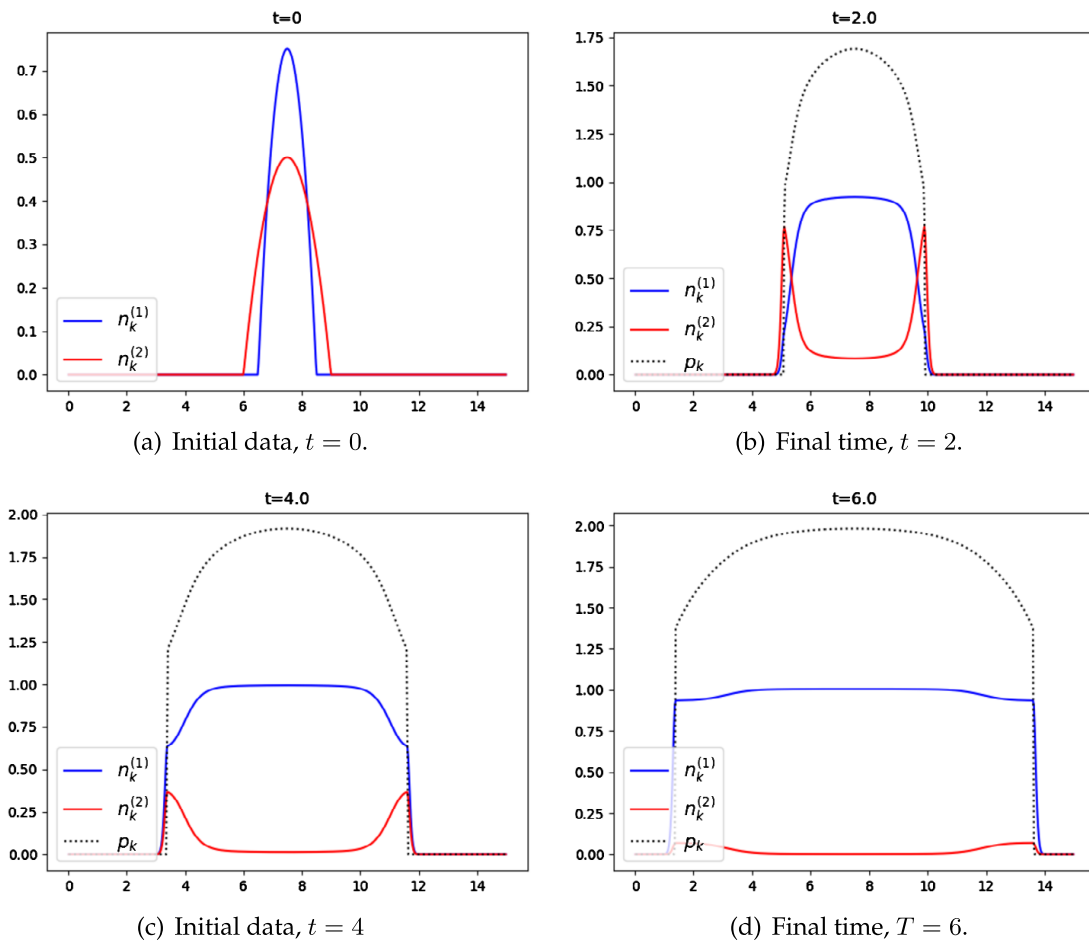 t=0
0.7
0.6
0.5
0.4
0.3
0.2
0.1
0.0
n_k^{(1)}
n_k^{(2)}
0 2 4 6 8 10 12 14
(a) Initial data, t = 0.
t=2.0
1.75
1.50
1.25
1.00
0.75
0.50
0.25
0.00
n_k^{(1)}
n_k^{(2)}
p_k
0 2 4 6 8 10 12 14
(b) Final time, t = 2.
t=4.0
2.00
1.75
1.50
1.25
1.00
0.75
0.50
0.25
0.00
n_k^{(1)}
n_k^{(2)}
p_k
0 2 4 6 8 10 12 14
(c) Initial data, t = 4
t=6.0
2.00
1.75
1.50
1.25
1.00
0.75
0.50
0.25
0.00
n_k^{(1)}
n_k^{(2)}
p_k
0 2 4 6 8 10 12 14
(d) Final time, T = 6.